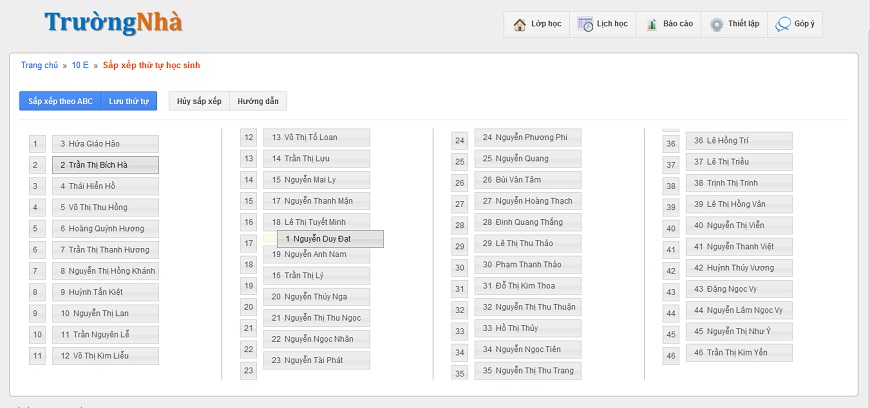 TrườngNhà
Lớp học
Lịch học
Báo cáo
Thiết lập
Góp ý
Trang chủ » 10 E » Sắp xếp thứ tự học sinh
Sắp xếp theo ABC
Lưu thứ tự
Hủy sắp xếp
Hướng dẫn
1 3 Hứa Giáo Hảo
2 2 Trần Thị Bích Hà
3 4 Thái Hiền Hồ
4 5 Võ Thị Thu Hồng
5 6 Hoàng Quỳnh Hương
6 7 Trần Thị Thanh Hương
7 8 Nguyễn Thị Hồng Khánh
8 9 Huỳnh Tấn Kiệt
9 10 Nguyễn Thị Lan
10 11 Trần Nguyên Lễ
11 12 Võ Thị Kim Liễu
12 13 Võ Thị Tố Loan
13 14 Trần Thị Lựu
14 15 Nguyễn Mai Ly
15 17 Nguyễn Thanh Mận
16 18 Lê Thị Tuyết Minh
17 1 Nguyễn Duy Đạt
18 19 Nguyễn Anh Nam
19 16 Trần Thị Lý
20 20 Nguyễn Thúy Nga
21 21 Nguyễn Thị Thu Ngọc
22 22 Nguyễn Ngọc Nhân
23 23 Nguyễn Tài Phát
24 24 Nguyễn Phương Phi
25 25 Nguyễn Quang
26 26 Bùi Văn Tâm
27 27 Nguyễn Hoàng Thạch
28 28 Đinh Quang Thắng
29 29 Lê Thị Thu Thảo
30 30 Phạm Thanh Thảo
31 31 Đỗ Thị Kim Thoa
32 32 Nguyễn Thị Thu Thuận
33 33 Hồ Thị Thủy
34 34 Nguyễn Ngọc Tiên
35 35 Nguyễn Thị Thu Trang
36 36 Lê Hồng Trí
37 37 Lê Thị Triều
38 38 Trịnh Thị Trinh
39 39 Lê Thị Hồng Vân
40 40 Nguyễn Thị Viễn
41 41 Nguyễn Thanh Việt
42 42 Huỳnh Thúy Vương
43 43 Đặng Ngọc Vy
44 44 Nguyễn Lâm Ngọc Vy
45 45 Nguyễn Thị Như Ý
46 46 Trần Thị Kim Yến